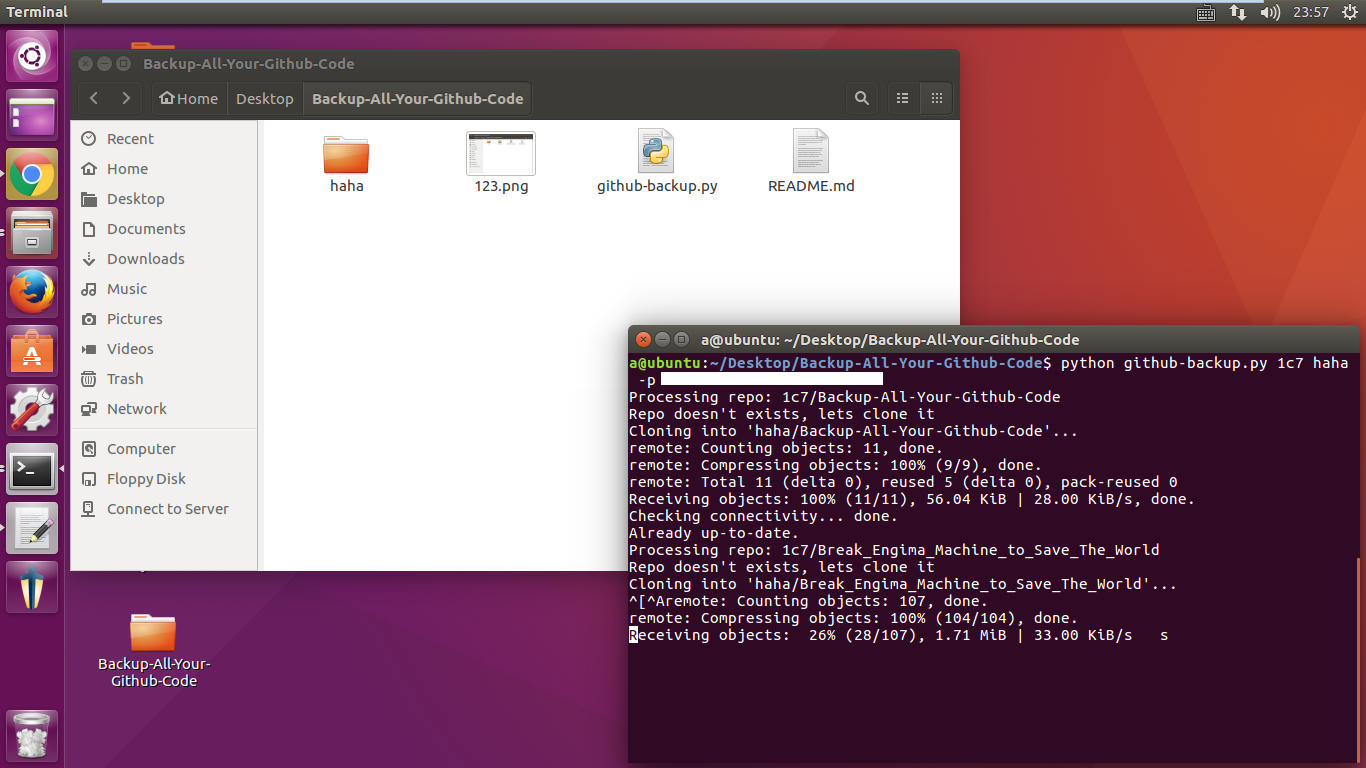 Terminal
23:57
Backup-All-Your-Github-Code
Home
Desktop
Backup-All-Your-Github-Code
Recent
Home
Desktop
Documents
Downloads
Music
Pictures
Videos
Trash
Network
Computer
Floppy Disk
Connect to Server
haha
123.png
github-backup.py
README.md
a@ubuntu: ~/Desktop/Backup-All-Your-Github-Code
a@ubuntu:~/Desktop/Backup-All-Your-Github-Code$ python github-backup.py 1c7 haha
-p
Processing repo: 1c7/Backup-All-Your-Github-Code
Repo doesn't exists, lets clone it
Cloning into 'haha/Backup-All-Your-Github-Code'...
remote: Counting objects: 11, done.
remote: Compressing objects: 100% (9/9), done.
remote: Total 11 (delta 0), reused 5 (delta 0), pack-reused 0
Receiving objects: 100% (11/11), 56.04 KiB | 28.00 KiB/s, done.
Checking connectivity... done.
Already up-to-date.
Processing repo: 1c7/Break_Engima_Machine_to_Save_The_World
Repo doesn't exists, lets clone it
Cloning into 'haha/Break_Engima_Machine_to_Save_The_World'...
^[^Aremote: Counting objects: 107, done.
remote: Compressing objects: 100% (104/104), done.
Receiving objects:  26% (28/107), 1.71 MiB | 33.00 KiB/s   s
Backup-All-Your-
Github-Code